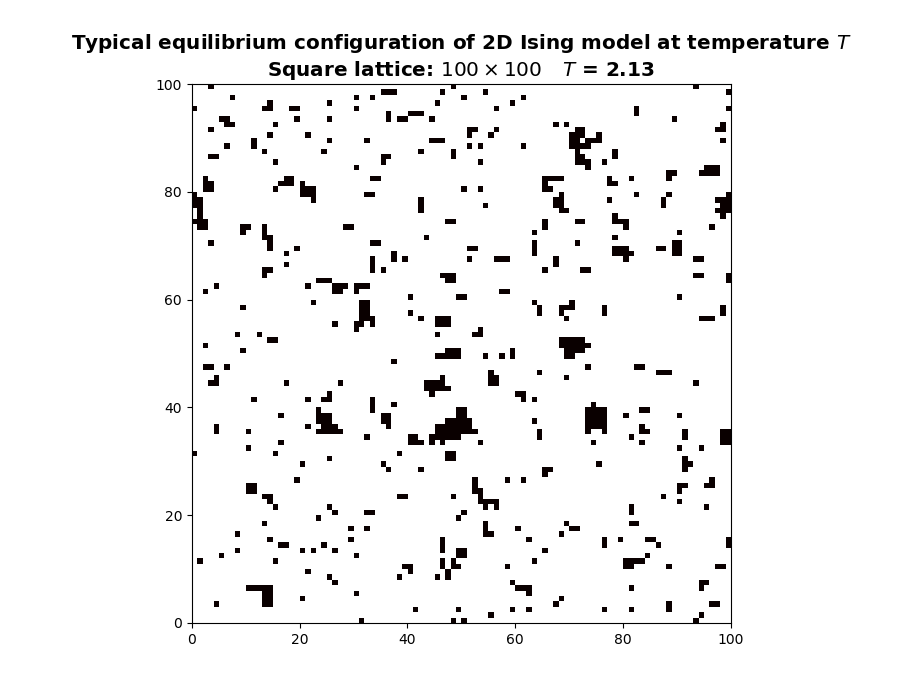 Typical equilibrium configuration of 2D Ising model at temperature T
Square lattice: 100 × 100 T = 2.13
100
80
60
40
20
0
0 20 40 60 80 100